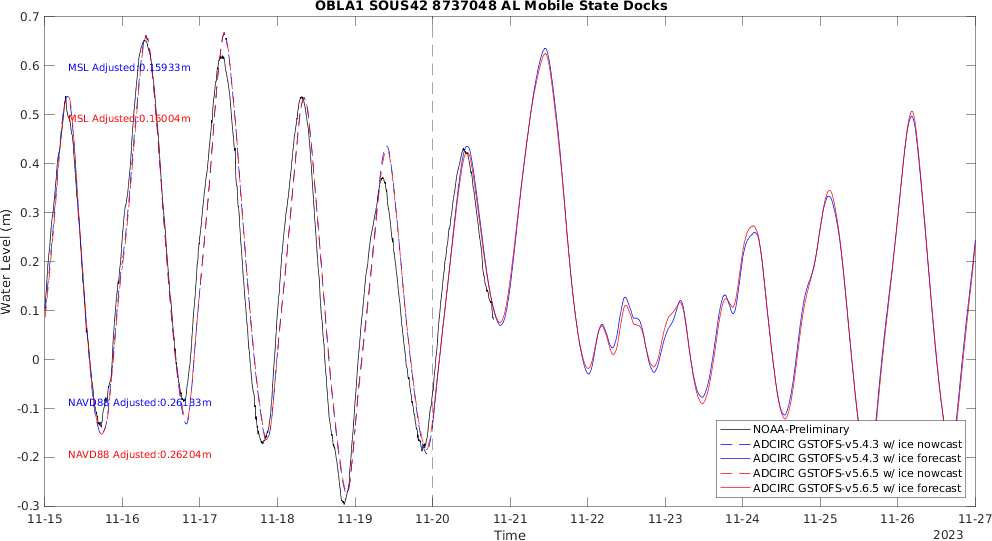 OBLA1 SOUS42 8737048 AL Mobile State Docks
Water Level (m)
0.7
0.6
0.5
0.4
0.3
0.2
0.1
0
-0.1
-0.2
-0.3
MSL Adjusted:0.15933m
MSL Adjusted:0.16004m
NAVD88 Adjusted:0.26133m
NAVD88 Adjusted:0.26204m
NOAA-Preliminary
ADCIRC GSTOFS-v5.4.3 w/ ice nowcast
ADCIRC GSTOFS-v5.4.3 w/ ice forecast
ADCIRC GSTOFS-v5.6.5 w/ ice nowcast
ADCIRC GSTOFS-v5.6.5 w/ ice forecast
11-15 11-16 11-17 11-18 11-19 11-20 11-21 11-22 11-23 11-24 11-25 11-26 11-27
Time
2023